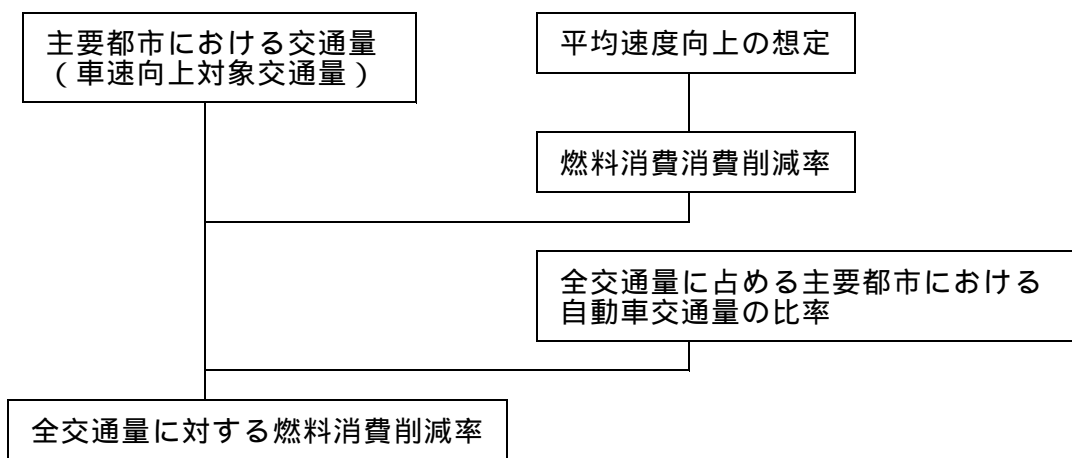 主要都市における交通量
（車速向上対象交通量）
平均速度向上の想定
燃料消費消費削減率
全交通量に占める主要都市における
自動車交通量の比率
全交通量に対する燃料消費削減率